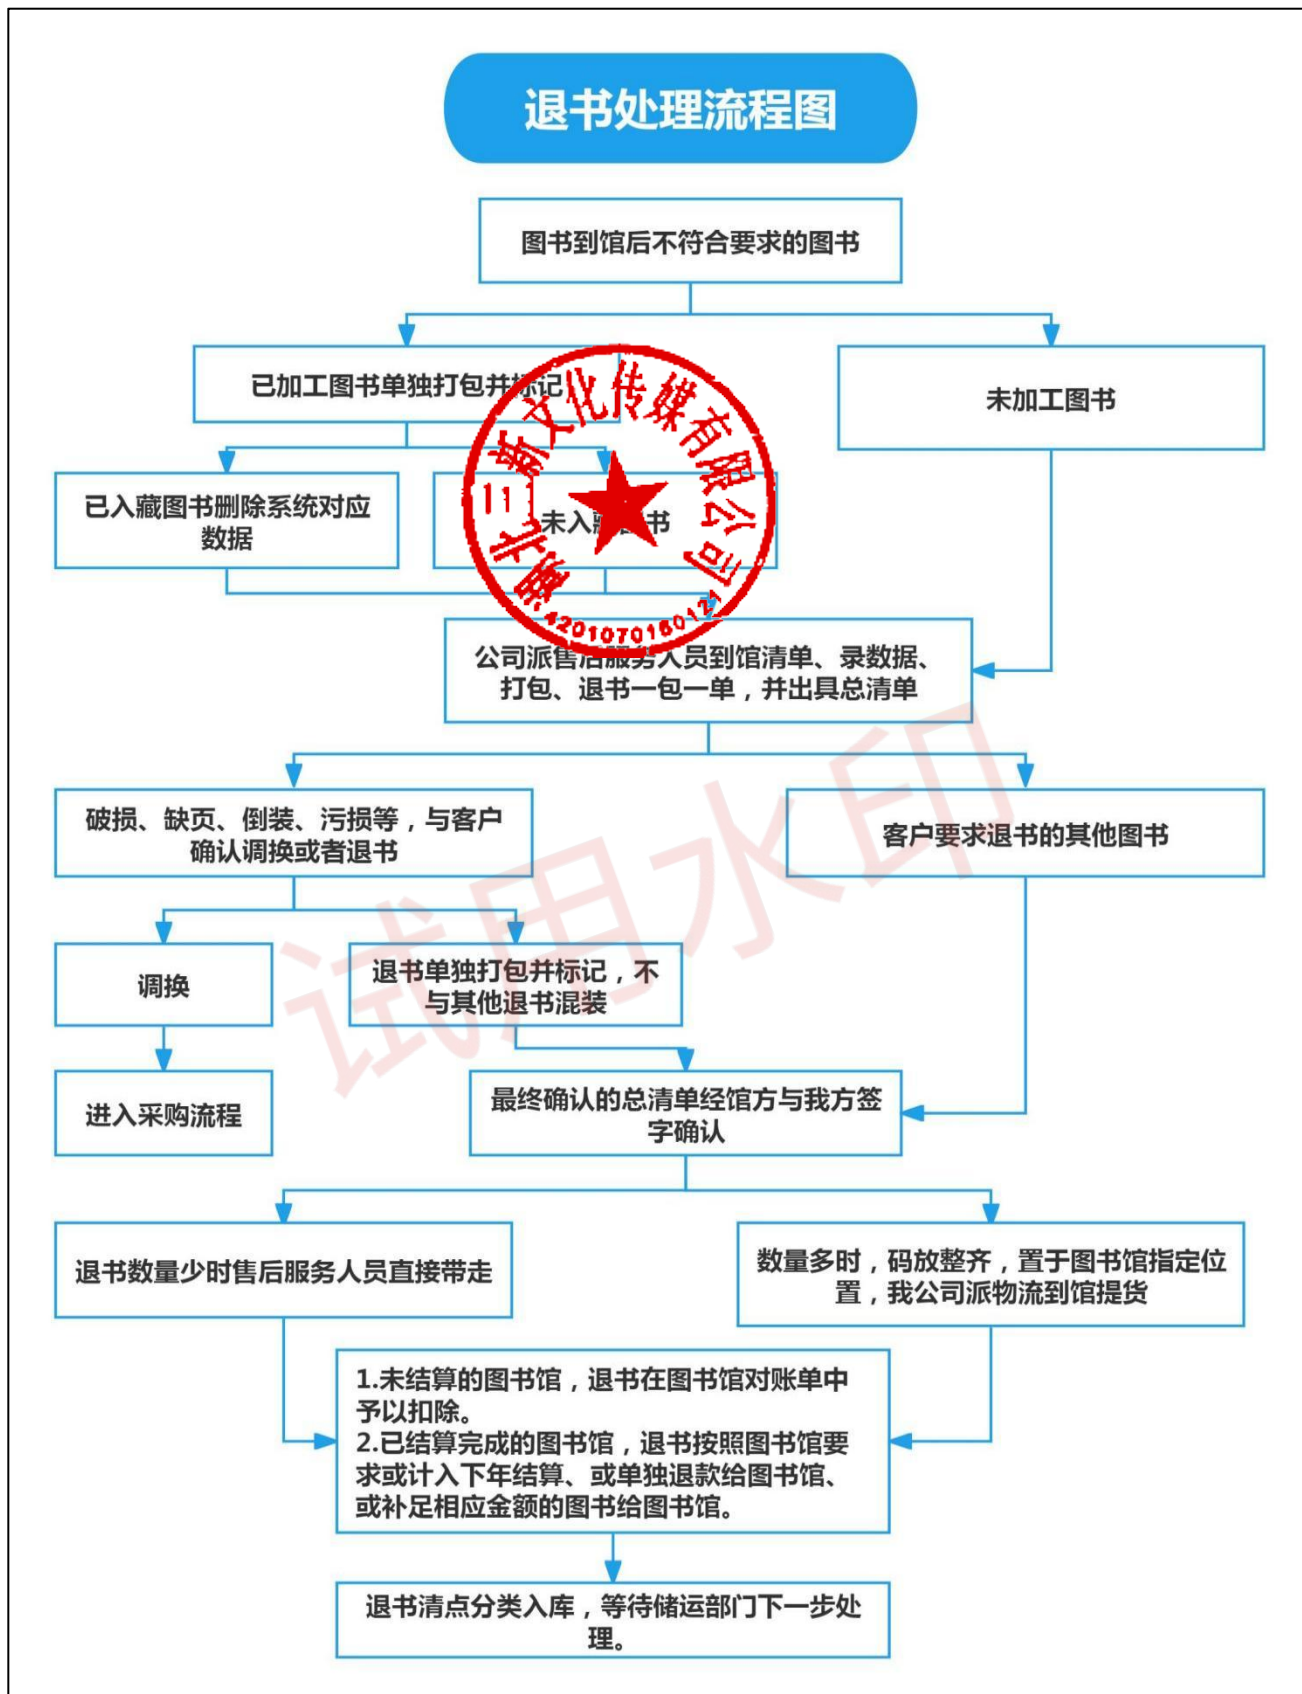 退书处理流程图
图书到馆后不符合要求的图书
已加工图书单独打包并标记
未加工图书
已入藏图书删除系统对应
数据
未入藏图书
湖北三新文化传媒有限公司
4201070160121
公司派售后服务人员到馆清单、录数据、
打包、退书一包一单，并出具总清单
破损、缺页、倒装、污损等，与客户
确认调换或者退书
客户要求退书的其他图书
调换
退书单独打包并标记，不
与其他退书混装
进入采购流程
最终确认的总清单经馆方与我方签
字确认
退书数量少时售后服务人员直接带走
数量多时，码放整齐，置于图书馆指定位
置，我公司派物流到馆提货
1.未结算的图书馆，退书在图书馆对账单中
予以扣除。
2.已结算完成的图书馆，退书按照图书馆要
求或计入下年结算、或单独退款给图书馆、
或补足相应金额的图书给图书馆。
退书清点分类入库，等待储运部门下一步处
理。
试用水印